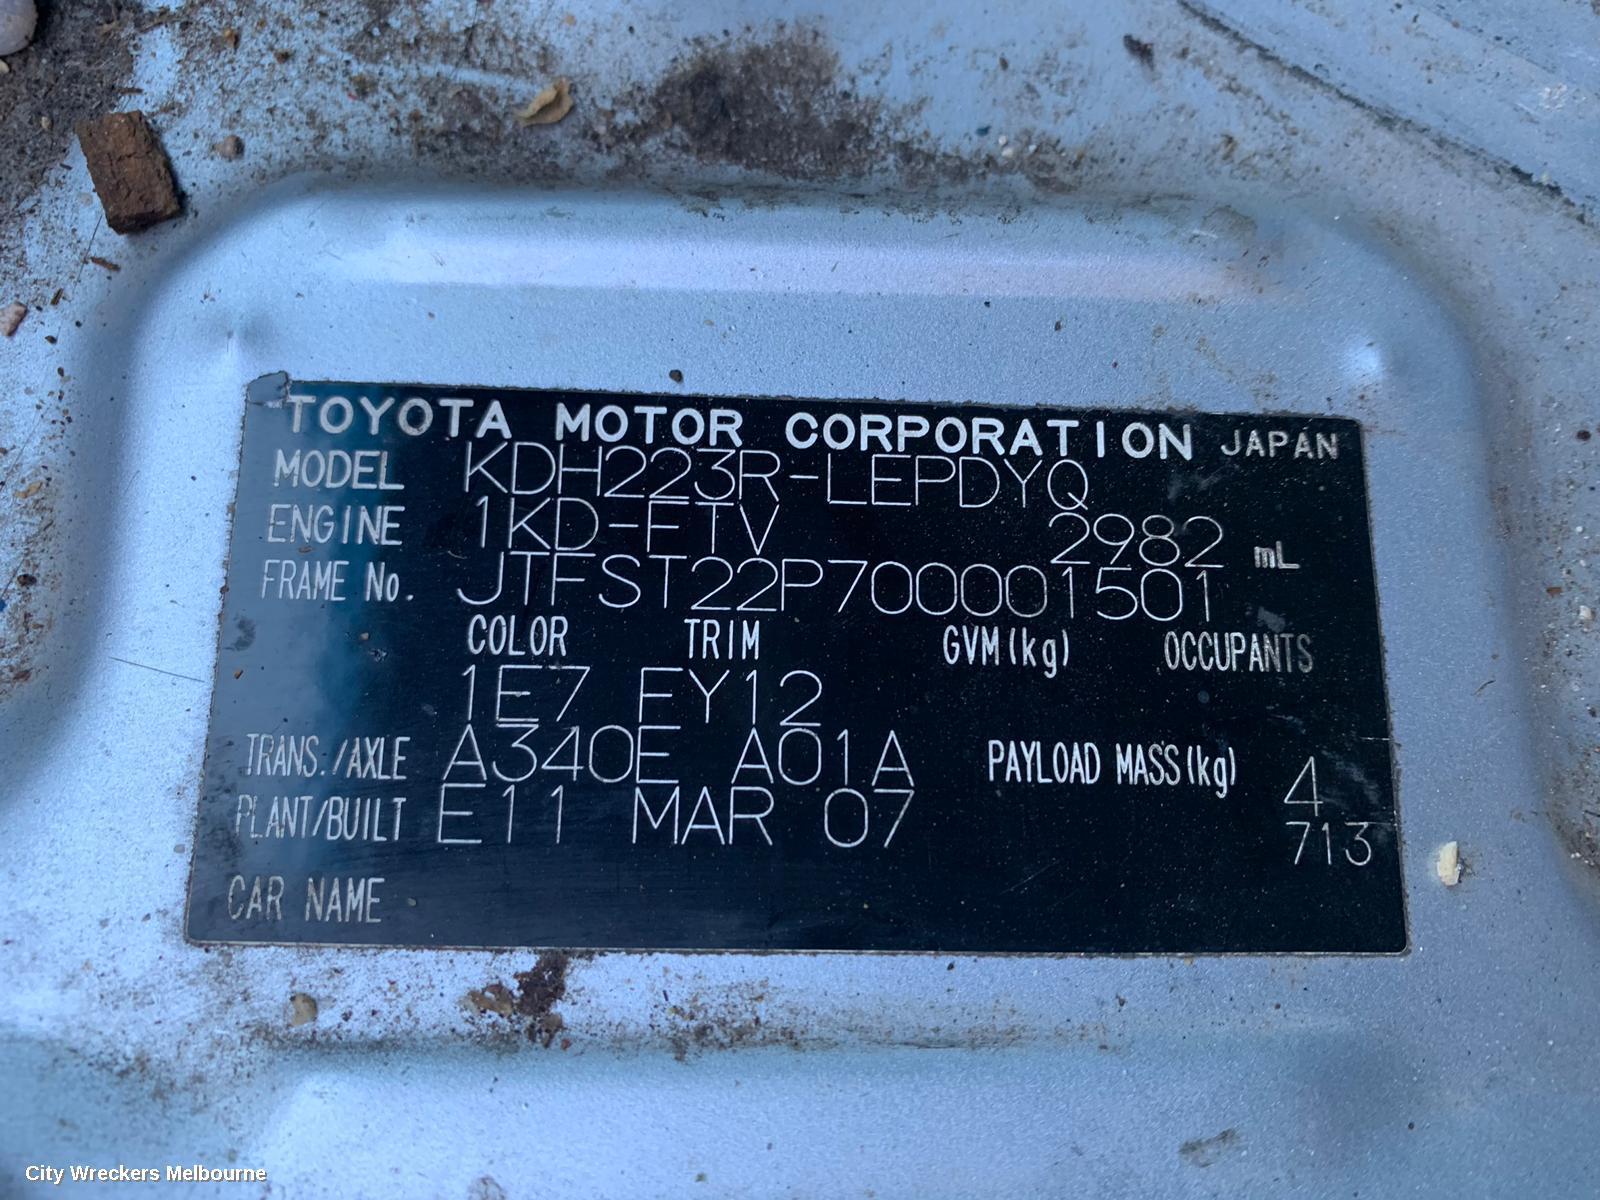 TOYOTA MOTOR CORPORATION JAPAN
MODEL KDH223R-LEPDYQ
ENGINE 1KD-FTV 2982 mL
FRAME No. JTFST22P700001501
COLOR TRIM GVM(kg) OCCUPANTS
1E7 FY12
TRANS./AXLE A340E A01A PAYLOAD MASS(kg) 4
PLANT/BUILT E11 MAR 07 713
CAR NAME
City Wreckers Melbourne